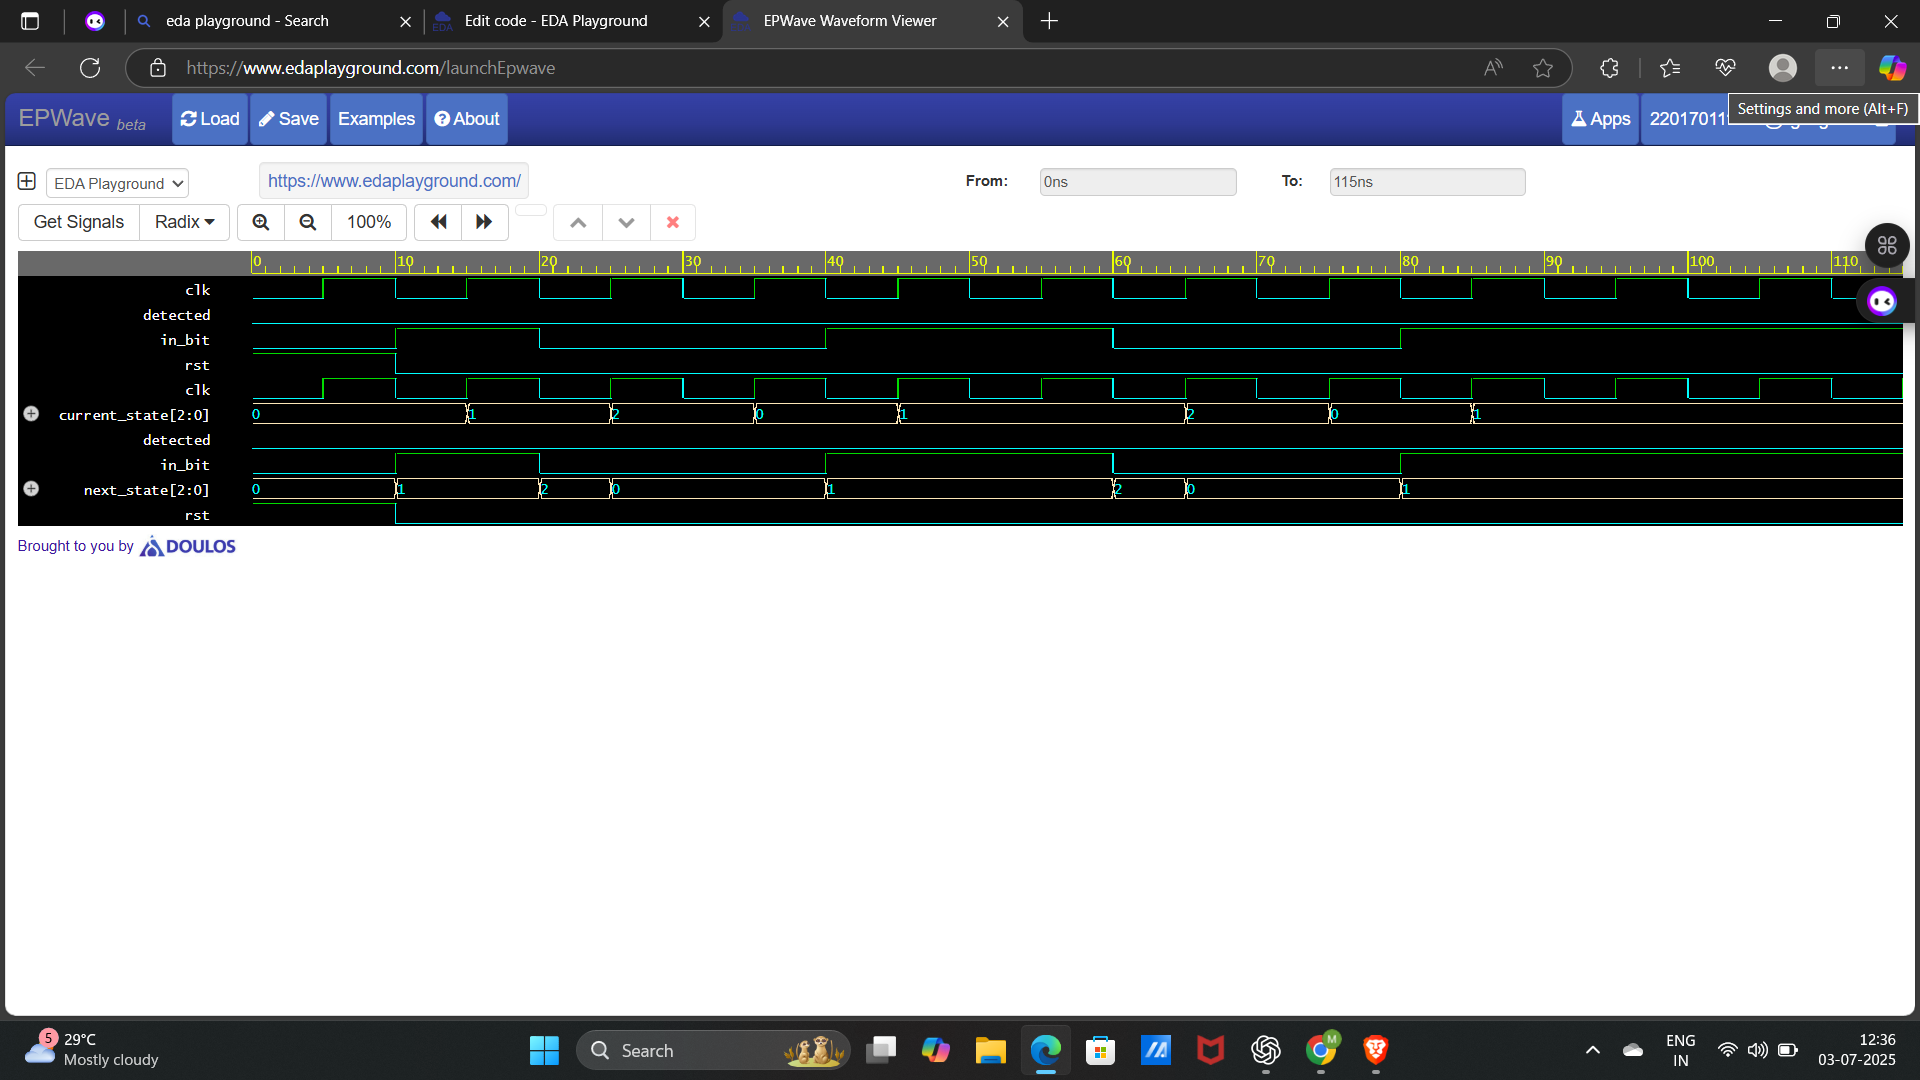 eda playground - Search
Edit code - EDA Playground
EPWave Waveform Viewer
https://www.edaplayground.com/launchEpwave
Settings and more (Alt+F)
EPWave beta
Load
Save
Examples
About
Apps
EDA Playground
https://www.edaplayground.com/
From:
0ns
To:
115ns
Get Signals
Radix
100%
0 10 20 30 40 50 60 70 80 90 100 110
clk
detected
in_bit
rst
clk
current_state[2:0] 0 1 2 0 1 2 0 1
detected
in_bit
next_state[2:0] 0 1 2 0 1 2 0 1
rst
Brought to you by DOULOS
5
29°C
Mostly cloudy
Search
M
ENG
IN
12:36
03-07-2025